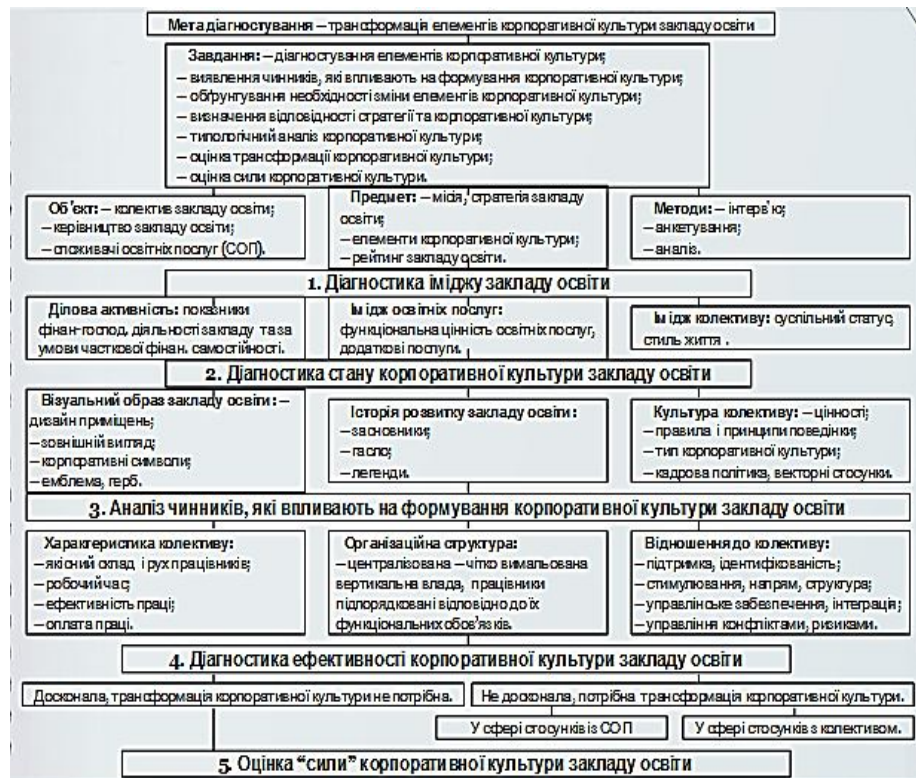 Мета діагностування – трансформація елементів корпоративної культури закладу освіти
Завдання: – діагностування елементів корпоративної культури;
– виявлення чинників, які впливають на формування корпоративної культури;
– обґрунтування необхідності зміни елементів корпоративної культури;
– визначення відповідності стратегії та корпоративної культури;
– типологічний аналіз корпоративної культури;
– оцінка трансформації корпоративної культури;
– оцінка сили корпоративної культури.
Об'єкт: – колектив закладу освіти;
– керівництво закладу освіти;
– споживачі освітніх послуг (СОП).
Предмет: – місія, стратегія закладу
освіти;
– елементи корпоративної культури;
– рейтинг закладу освіти.
Методи: – інтерв'ю;
– анкетування;
– аналіз.
1. Діагностика іміджу закладу освіти
Ділова активність: показники
фінан-господ. діяльності закладу та за
умови часткової фінан. самостійності.
Імідж освітніх послуг:
функціональна цінність освітніх послуг,
додаткові послуги.
Імідж колективу: суспільний статус,
стиль життя .
2. Діагностика стану корпоративної культури закладу освіти
Візуальний образ закладу освіти: –
дизайн приміщень;
– зовнішній вигляд;
– корпоративні символи;
– емблема, герб.
Історія розвитку закладу освіти:
– засновники;
– гасло;
– легенди.
Культура колективу: – цінності;
– правила і принципи поведінки;
– тип корпоративної культури;
– кадрова політика, векторні стосунки.
3. Аналіз чинників, які впливають на формування корпоративної культури закладу освіти
Характеристика колективу:
– якісний склад і рух працівників;
– робочий час;
– ефективність праці;
– оплата праці.
Організаційна структура:
– централізована – чітко вимальована
вертикальна влада, працівники
підпорядковані відповідно до їх
функціональних обов'язків.
Відношення до колективу:
– підтримка, ідентифікованість;
– стимулювання, напрям, структура;
– управлінське забезпечення, інтеграція;
– управління конфліктами, ризиками.
4. Діагностика ефективності корпоративної культури закладу освіти
Досконала, трансформація корпоративної культури не потрібна.
Не досконала, потрібна трансформація корпоративної культури.
У сфері стосунків із СОП
У сфері стосунків з колективом.
5. Оцінка “сили” корпоративної культури закладу освіти